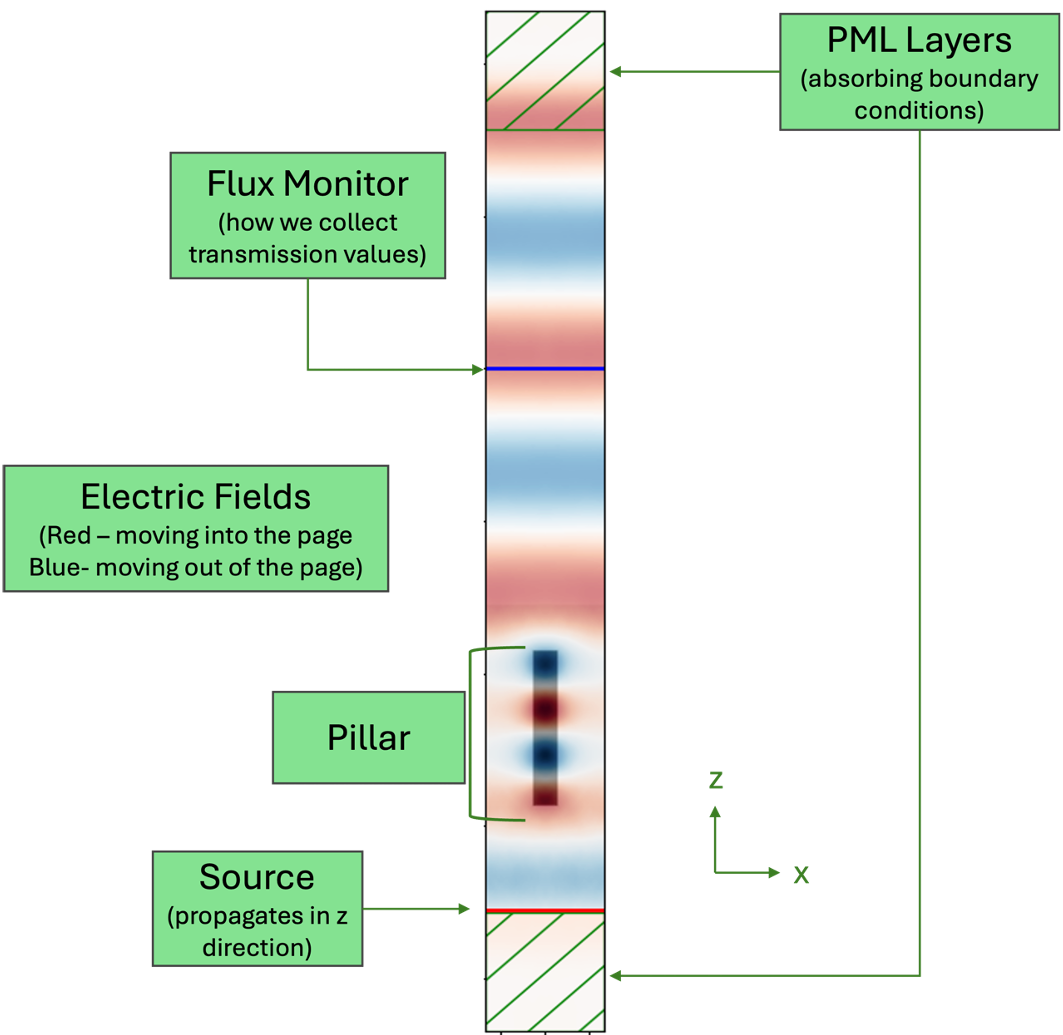 PML Layers
(absorbing boundary
conditions)
Flux Monitor
(how we collect
transmission values)
Electric Fields
(Red – moving into the page
Blue- moving out of the page)
Pillar
z
x
Source
(propagates in z
direction)